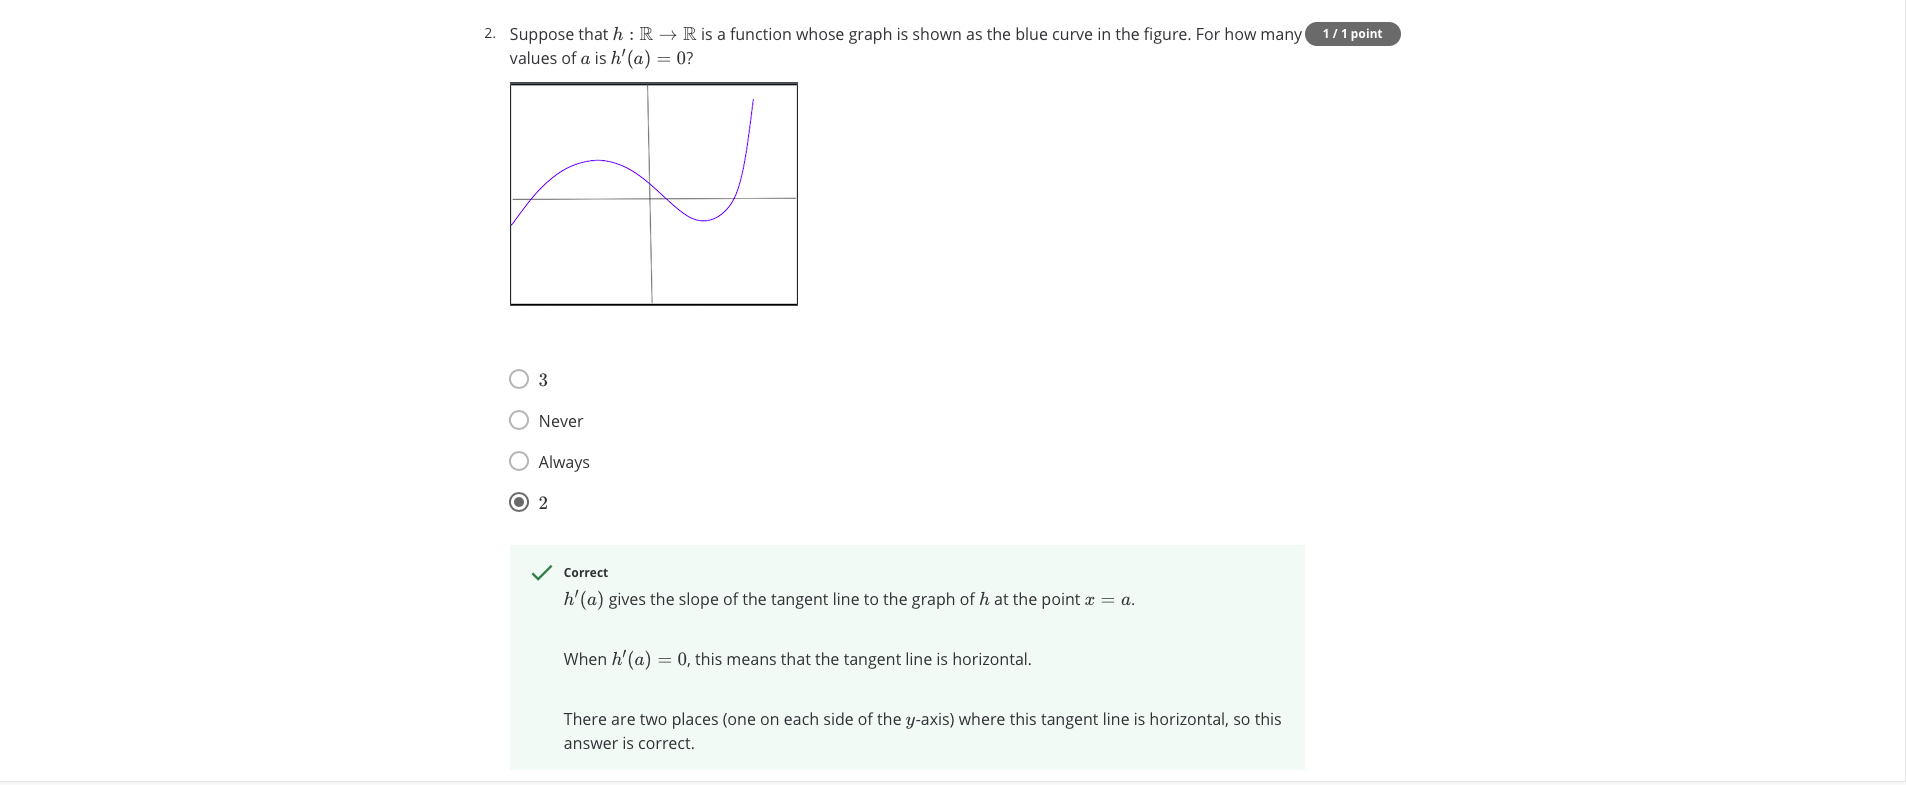 2. Suppose that h : ℝ → ℝ is a function whose graph is shown as the blue curve in the figure. For how many 1 / 1 point
values of a is h′(a) = 0?
3
Never
Always
2
Correct
h′(a) gives the slope of the tangent line to the graph of h at the point x = a.
When h′(a) = 0, this means that the tangent line is horizontal.
There are two places (one on each side of the y-axis) where this tangent line is horizontal, so this
answer is correct.